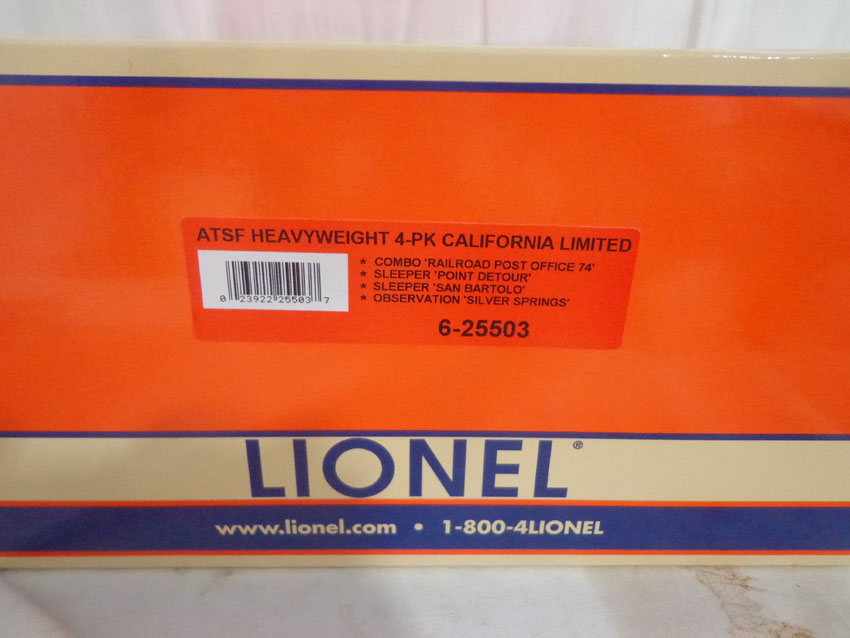 ATSF HEAVYWEIGHT 4-PK CALIFORNIA LIMITED
* COMBO 'RAILROAD POST OFFICE 74'
* SLEEPER 'POINT DETOUR'
* SLEEPER 'SAN BARTOLO'
* OBSERVATION 'SILVER SPRINGS'
0 23922 25503 7
6-25503
LIONEL®
www.lionel.com • 1-800-4LIONEL